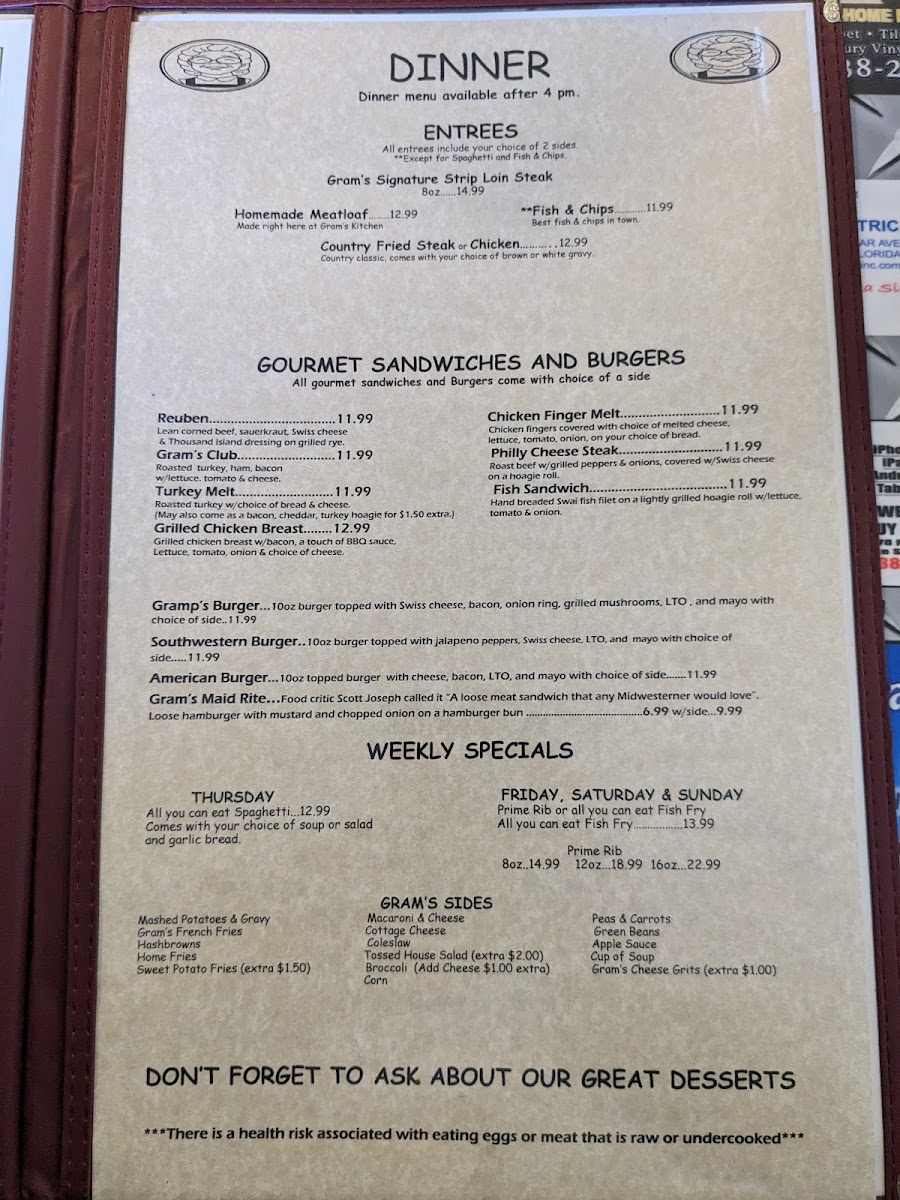 DINNER
Dinner menu available after 4 pm.
ENTREES
All entrees include your choice of 2 sides.
**Except for Spaghetti and Fish & Chips.
Gram's Signature Strip Loin Steak
8oz......14.99
Homemade Meatloaf.......12.99
Made right here at Gram's Kitchen
**Fish & Chips...........11.99
Best fish & chips in town.
Country Fried Steak or Chicken..........12.99
Country classic, comes with your choice of brown or white gravy.
GOURMET SANDWICHES AND BURGERS
All gourmet sandwiches and Burgers come with choice of a side
Reuben.................................11.99
Lean corned beef, sauerkraut, Swiss cheese
& Thousand Island dressing on grilled rye.
Gram's Club.........................11.99
Roasted turkey, ham, bacon
w/lettuce, tomato & cheese.
Turkey Melt.........................11.99
Roasted turkey w/choice of bread & cheese.
(May also come as a bacon, cheddar, turkey hoagie for $1.50 extra.)
Grilled Chicken Breast........12.99
Grilled chicken breast w/bacon, a touch of BBQ sauce,
Lettuce, tomato, onion & choice of cheese.
Chicken Finger Melt..........................11.99
Chicken fingers covered with choice of melted cheese,
lettuce, tomato, onion, on your choice of bread.
Philly Cheese Steak...........................11.99
Roast beef w/grilled peppers & onions, covered w/Swiss cheese
on a hoagie roll.
Fish Sandwich....................................11.99
Hand breaded Swai fish filet on a lightly grilled hoagie roll w/lettuce,
tomato & onion.
Gramp's Burger...10oz burger topped with Swiss cheese, bacon, onion ring, grilled mushrooms, LTO , and mayo with
choice of side..11.99
Southwestern Burger..10oz burger topped with jalapeno peppers, Swiss cheese, LTO, and mayo with choice of
side.....11.99
American Burger...10oz topped burger with cheese, bacon, LTO, and mayo with choice of side.......11.99
Gram's Maid Rite...Food critic Scott Joseph called it "A loose meat sandwich that any Midwesterner would love".
Loose hamburger with mustard and chopped onion on a hamburger bun .........................................6.99 w/side...9.99
WEEKLY SPECIALS
THURSDAY
All you can eat Spaghetti...12.99
Comes with your choice of soup or salad
and garlic bread.
FRIDAY, SATURDAY & SUNDAY
Prime Rib or all you can eat Fish Fry
All you can eat Fish Fry.................13.99
Prime Rib
8oz..14.99 12oz...18.99 16oz...22.99
GRAM'S SIDES
Mashed Potatoes & Gravy
Gram's French Fries
Hashbrowns
Home Fries
Sweet Potato Fries (extra $1.50)
Macaroni & Cheese
Cottage Cheese
Coleslaw
Tossed House Salad (extra $2.00)
Broccoli (Add Cheese $1.00 extra)
Corn
Peas & Carrots
Green Beans
Apple Sauce
Cup of Soup
Gram's Cheese Grits (extra $1.00)
DON'T FORGET TO ASK ABOUT OUR GREAT DESSERTS
***There is a health risk associated with eating eggs or meat that is raw or undercooked***
HOME